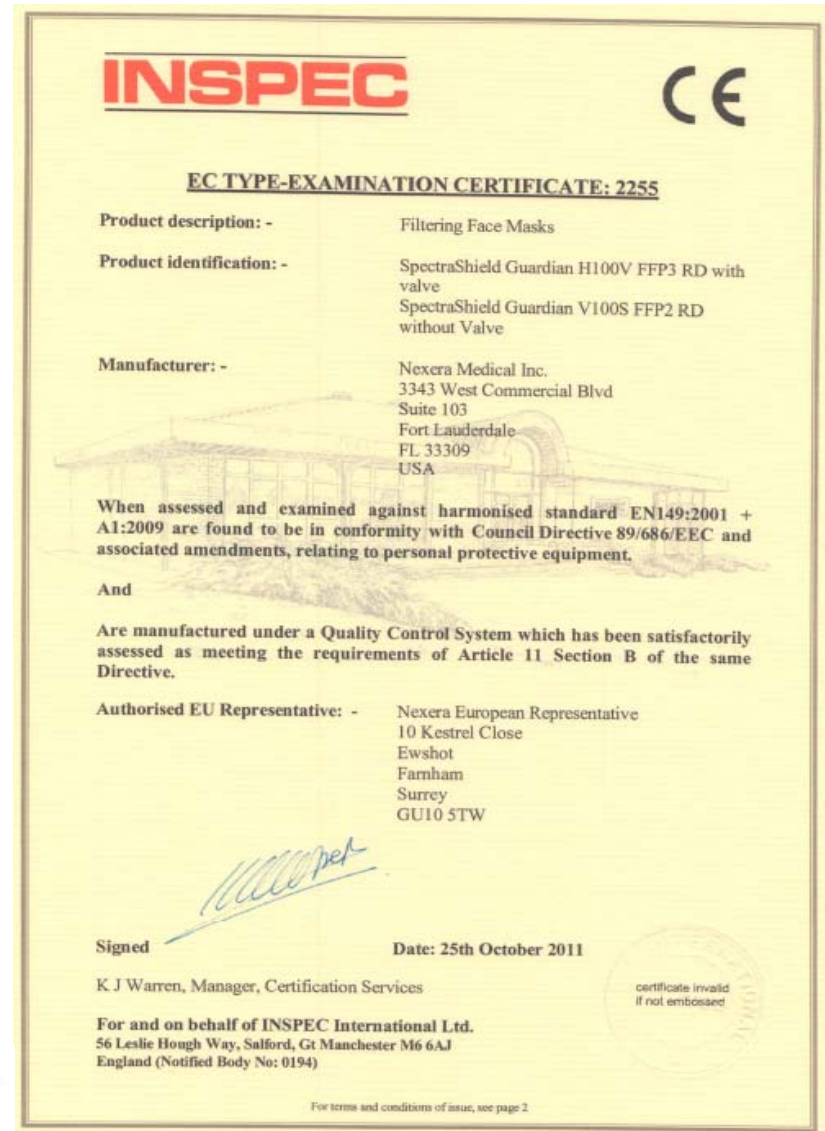 INSPEC
CE
EC TYPE-EXAMINATION CERTIFICATE: 2255
Product description: -
Filtering Face Masks
Product identification: -
SpectraShield Guardian H100V FFP3 RD with
valve
SpectraShield Guardian V100S FFP2 RD
without Valve
Manufacturer: -
Nexera Medical Inc.
3343 West Commercial Blvd
Suite 103
Fort Lauderdale
FL 33309
USA
When assessed and examined against harmonised standard EN149:2001 +
A1:2009 are found to be in conformity with Council Directive 89/686/EEC and
associated amendments, relating to personal protective equipment.
And
Are manufactured under a Quality Control System which has been satisfactorily
assessed as meeting the requirements of Article 11 Section B of the same
Directive.
Authorised EU Representative: -
Nexera European Representative
10 Kestrel Close
Ewshot
Farnham
Surrey
GU10 5TW
Signed
Date: 25th October 2011
K J Warren, Manager, Certification Services
certificate invalid
if not embossed
For and on behalf of INSPEC International Ltd.
56 Leslie Hough Way, Salford, Gt Manchester M6 6AJ
England (Notified Body No: 0194)
For terms and conditions of issue, see page 2